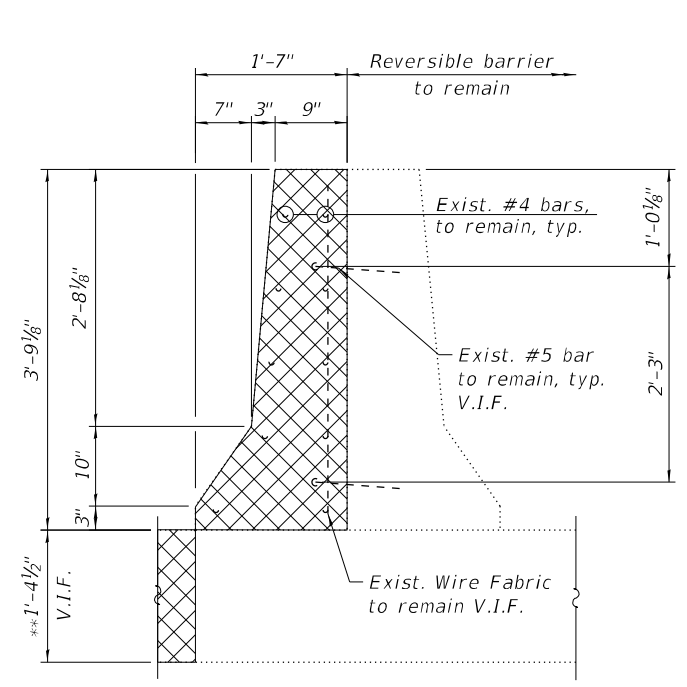 1'-7"
Reversible barrier
to remain
7"
3"
9"
Exist. #4 bars,
to remain, typ.
1'-0⅛"
2'-8⅛"
3'-9⅛"
Exist. #5 bar
to remain, typ.
V.I.F.
2'-3"
10"
3"
Exist. Wire Fabric
to remain V.I.F.
**1'-4½"
V.I.F.